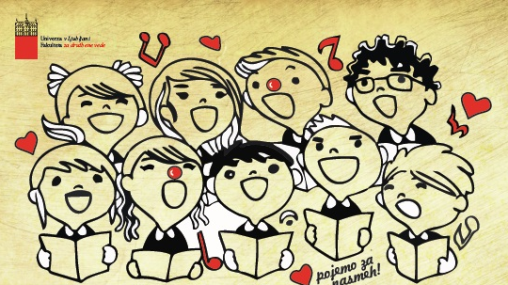 Univerza v Ljubljani
Fakulteta za družbene vede
pojemo za
nasmeh!